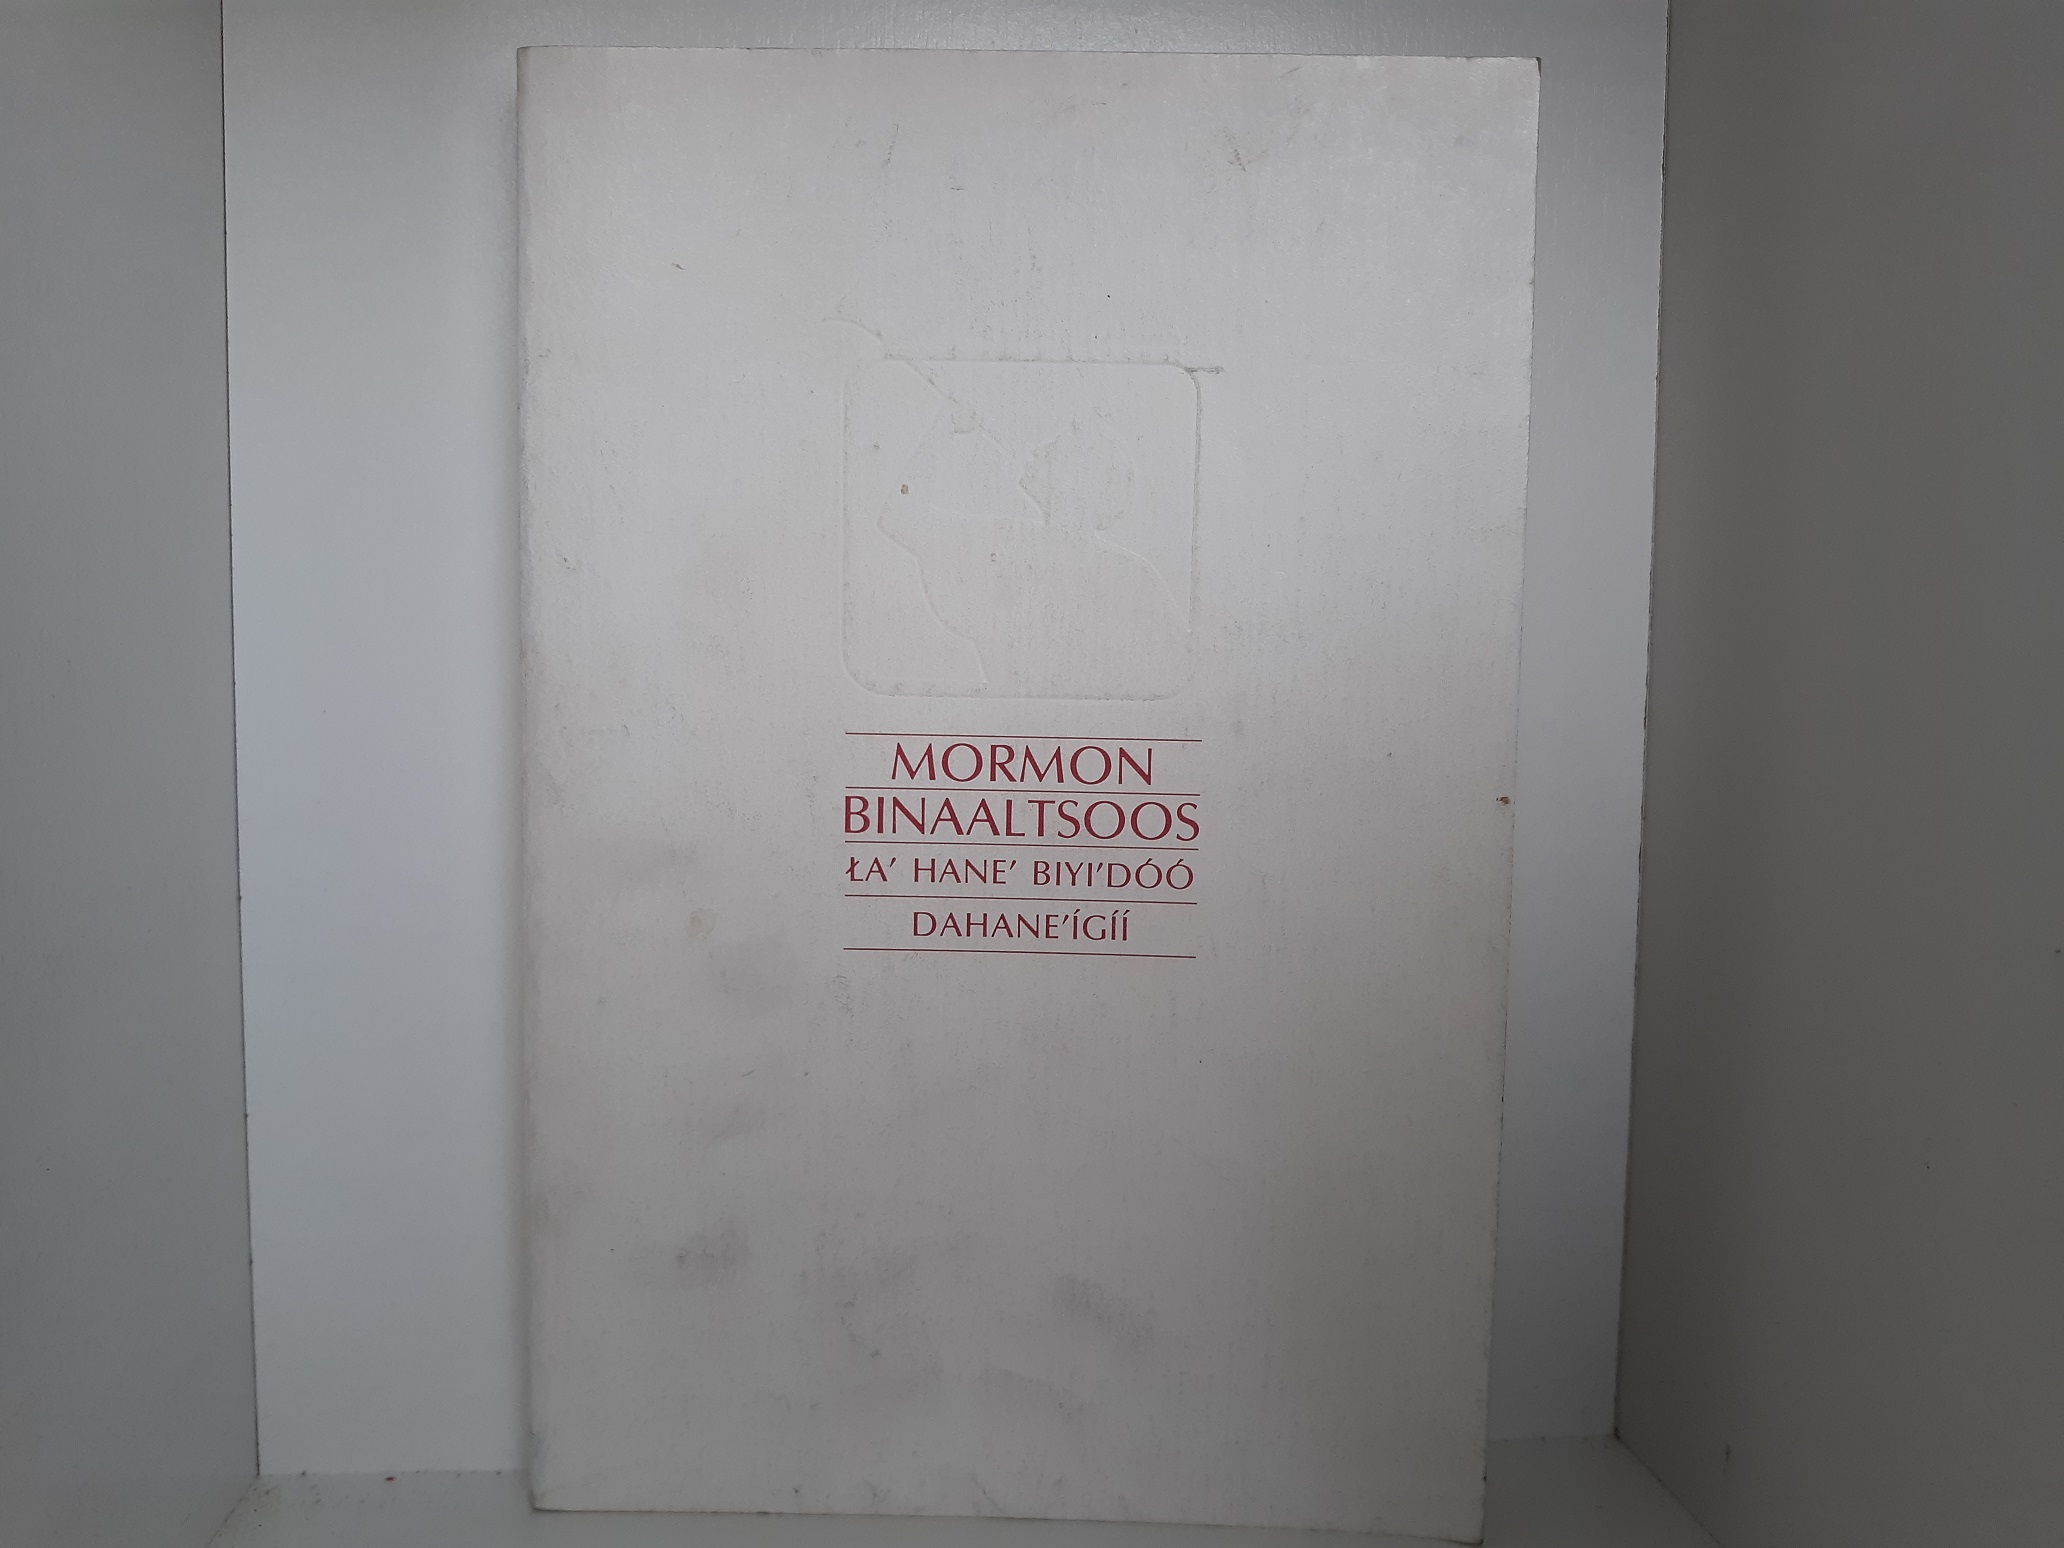 MORMON
BINAALTSOOS
ŁA’ HANE’ BIYI’DÓÓ
DAHANE’ÍGÍÍ